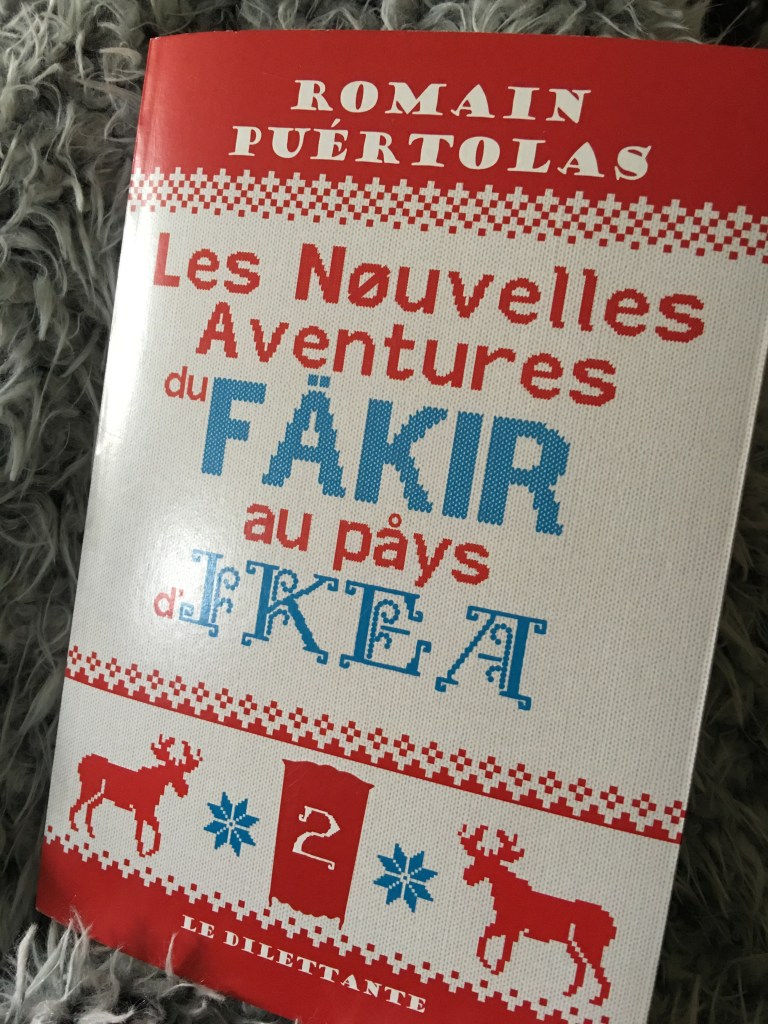 ROMAIN
PUÉRTOLAS
Les Nøuvelles
Aventures
du FÄKIR
au påys
d'IKEA
2
LE DILETTANTE